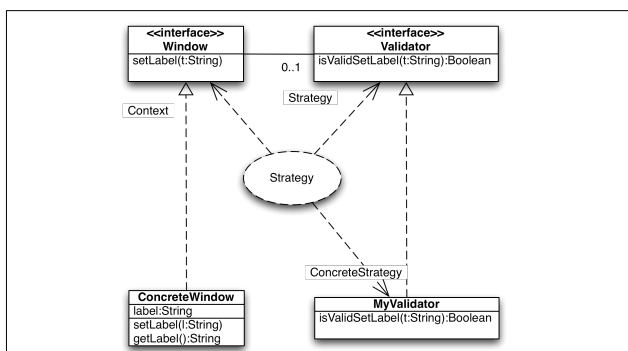 <<interface>>
Window
setLabel(t:String)
<<interface>>
Validator
isValidSetLabel(t:String):Boolean
0..1
Strategy
Context
Strategy
ConcreteStrategy
ConcreteWindow
label:String
setLabel(l:String)
getLabel():String
MyValidator
isValidSetLabel(t:String):Boolean